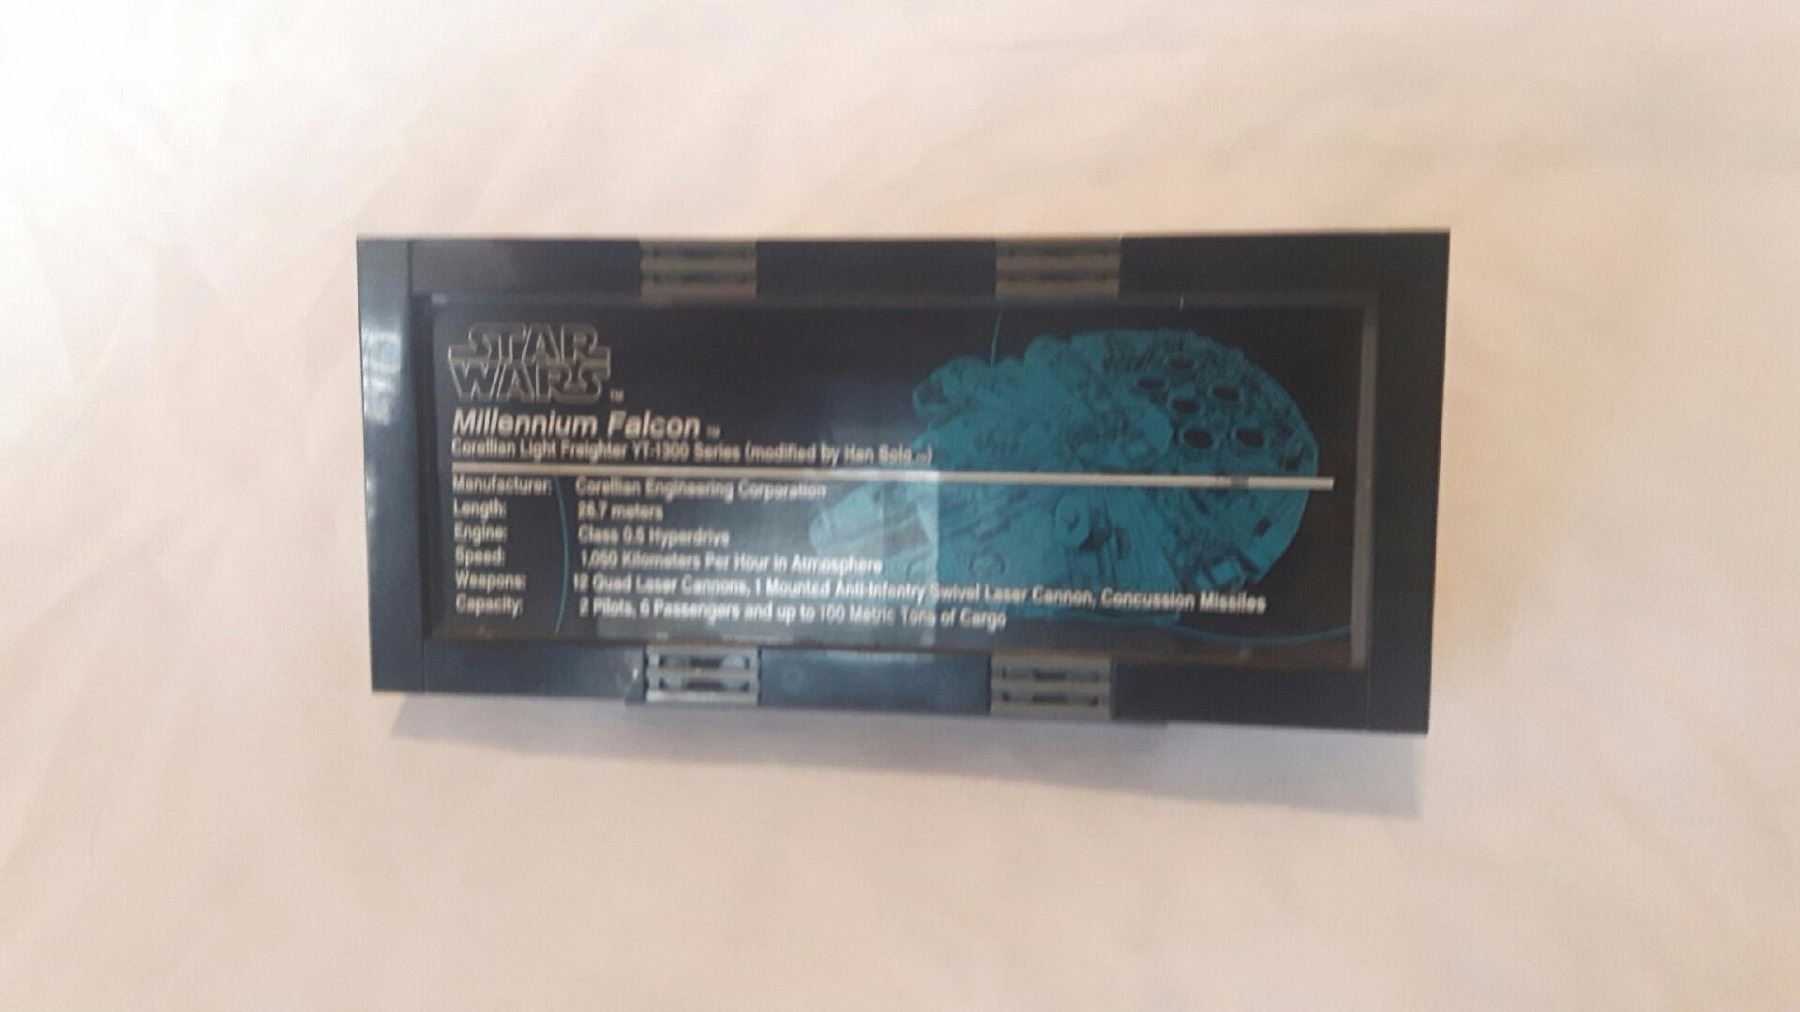 STAR
WARS™
Millennium Falcon™
Corellian Light Freighter YT-1300 Series (modified by Han Solo™)
Manufacturer: Corellian Engineering Corporation
Length: 26.7 meters
Engine: Class 0.5 Hyperdrive
Speed: 1,050 Kilometers Per Hour in Atmosphere
Weapons: 12 Quad Laser Cannons, 1 Mounted Anti-Infantry Swivel Laser Cannon, Concussion Missiles
Capacity: 2 Pilots, 6 Passengers and up to 100 Metric Tons of Cargo